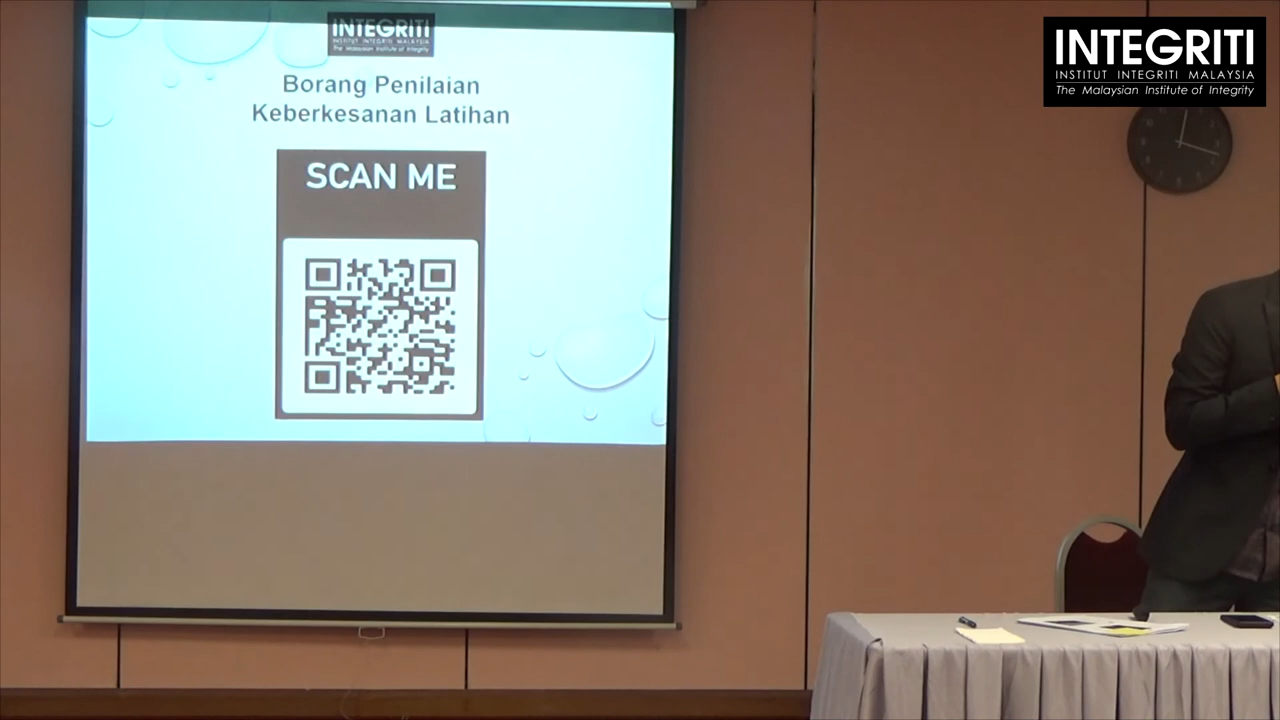 INTEGRITI
INSTITUT INTEGRITI MALAYSIA
The Malaysian Institute of Integrity
Borang Penilaian
Keberkesanan Latihan
SCAN ME
INTEGRITI
INSTITUT INTEGRITI MALAYSIA
The Malaysian Institute of Integrity